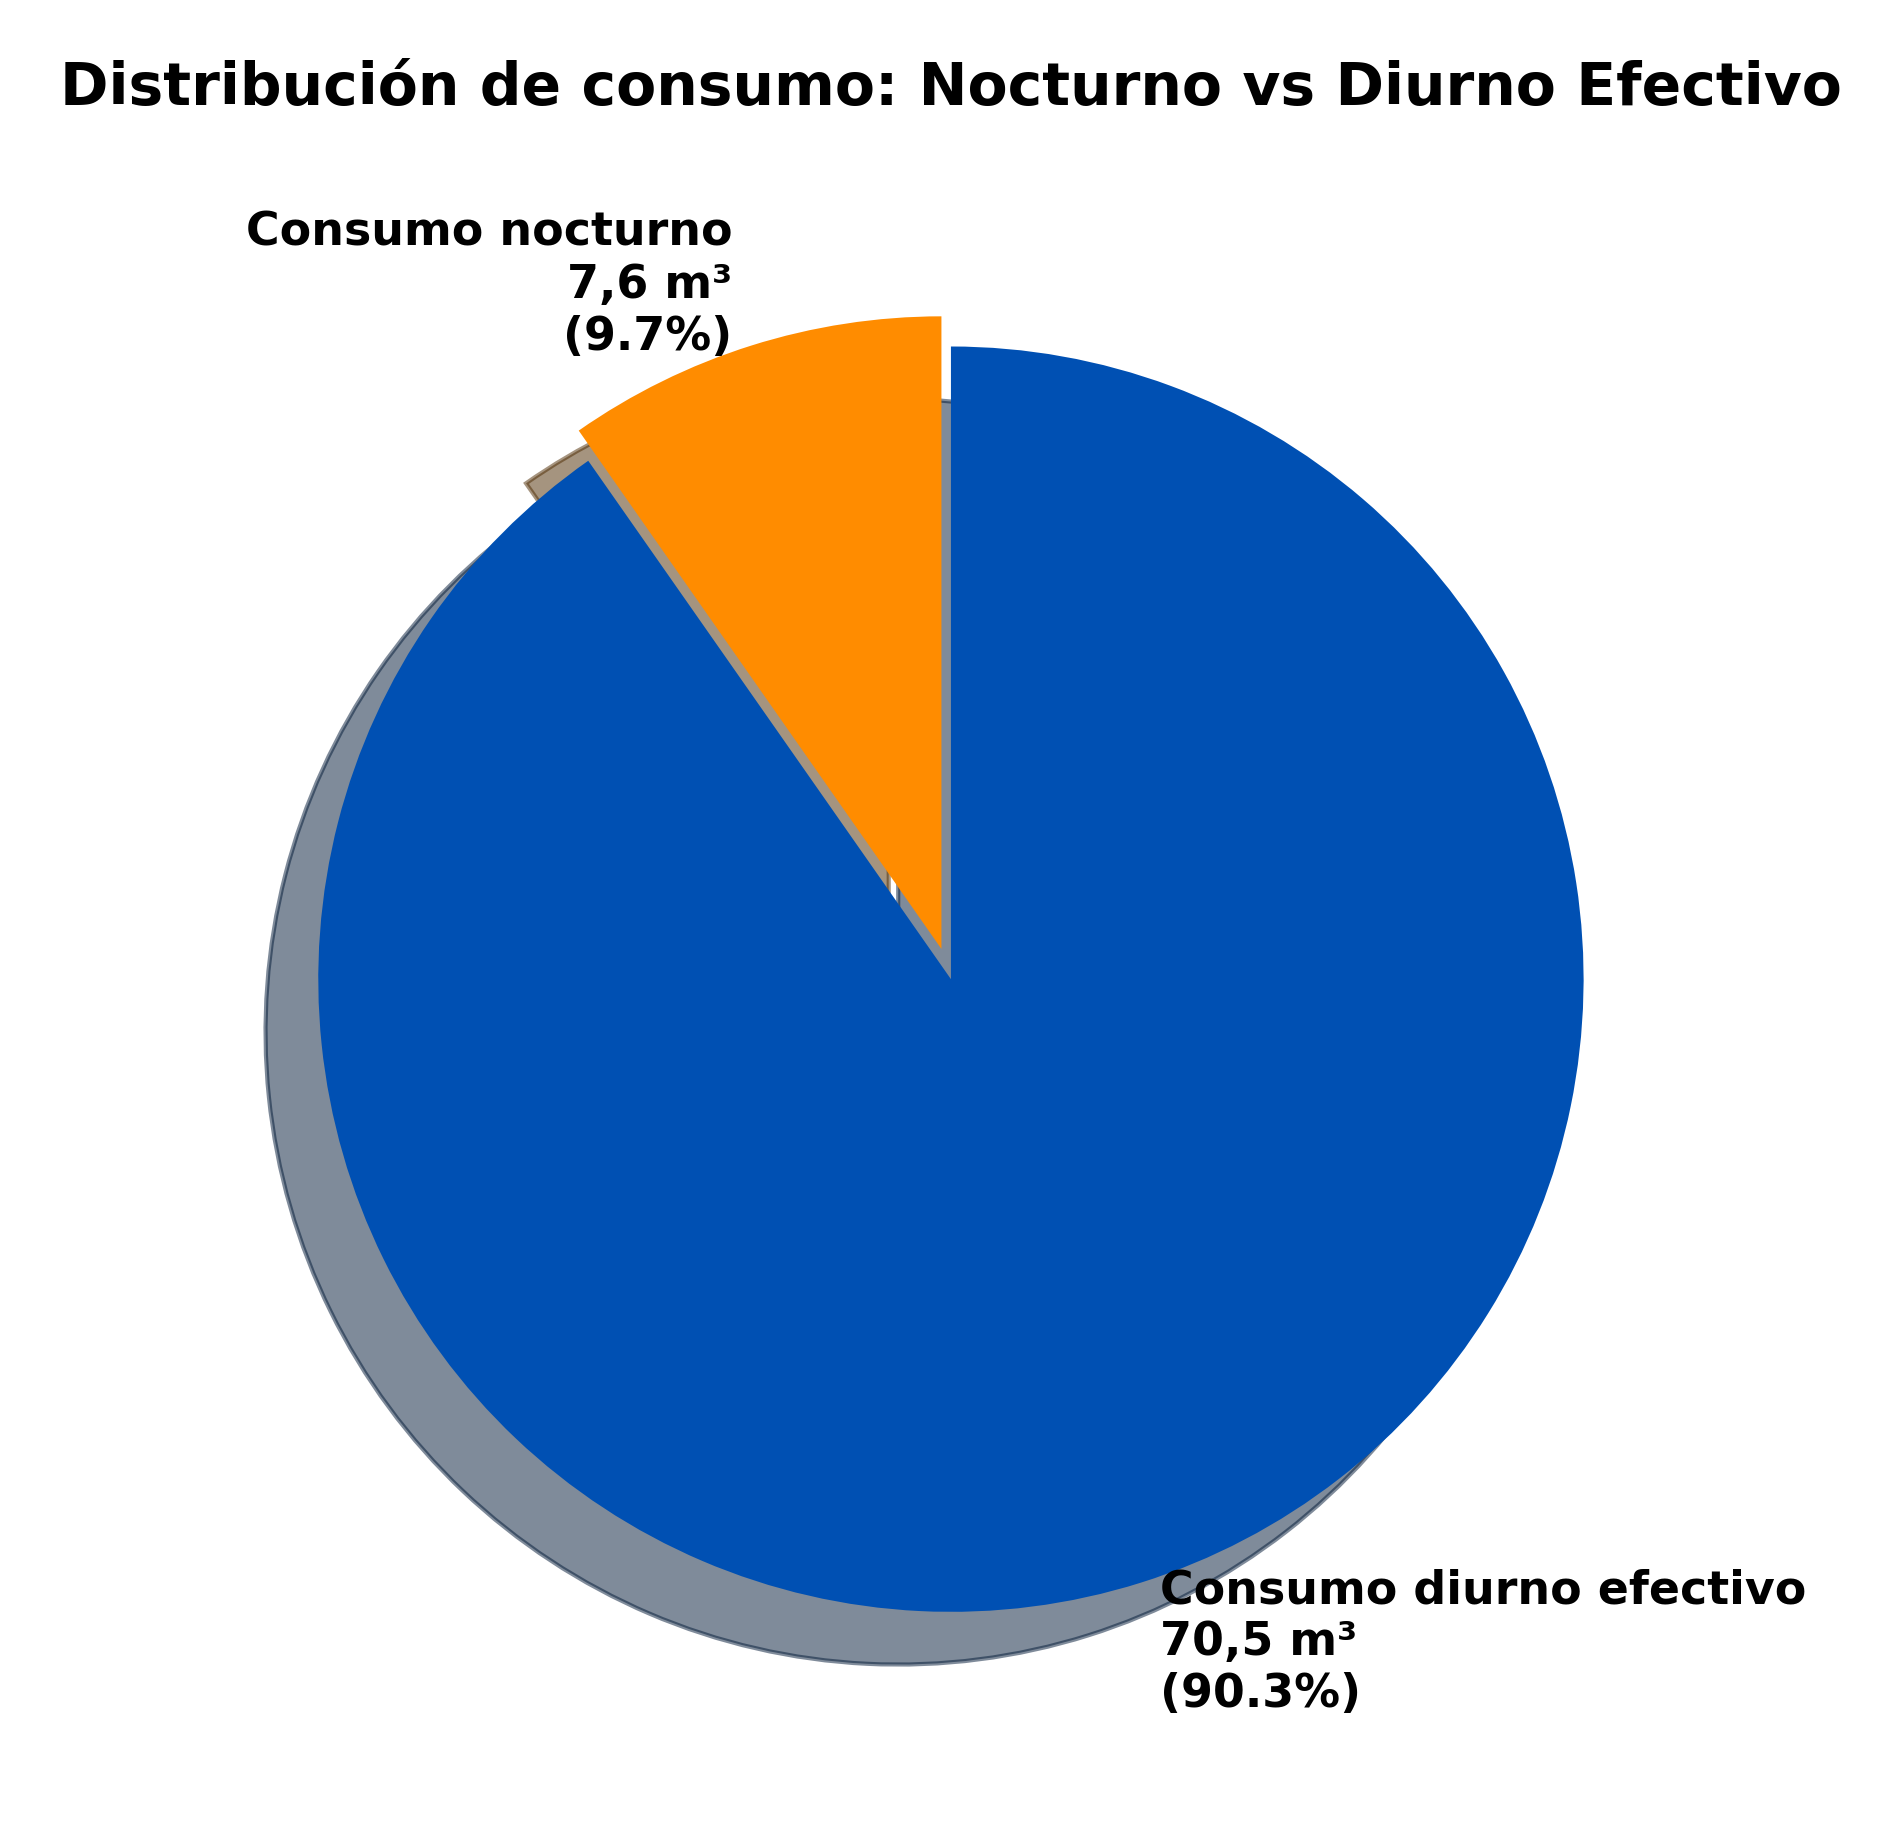 Distribución de consumo: Nocturno vs Diurno Efectivo
Consumo nocturno
7,6 m³
(9.7%)
Consumo diurno efectivo
70,5 m³
(90.3%)